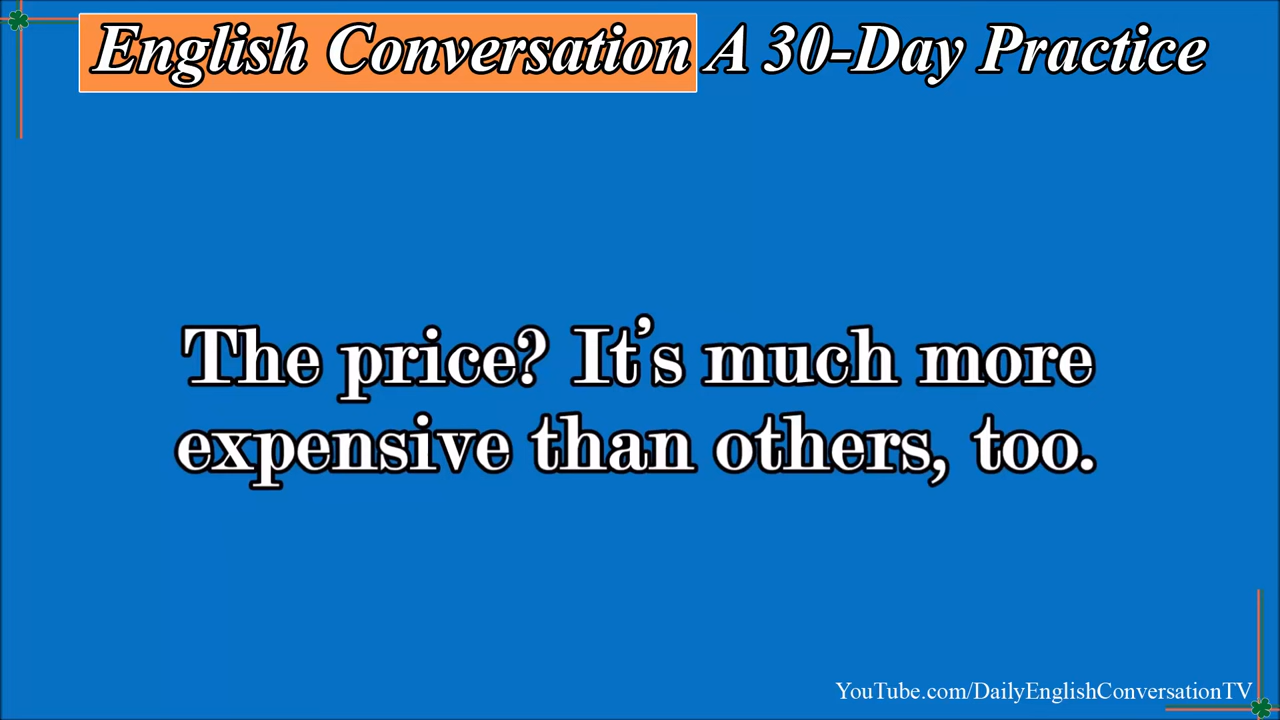 English Conversation A 30-Day Practice
The price? It's much more
expensive than others, too.
YouTube.com/DailyEnglishConversationTV